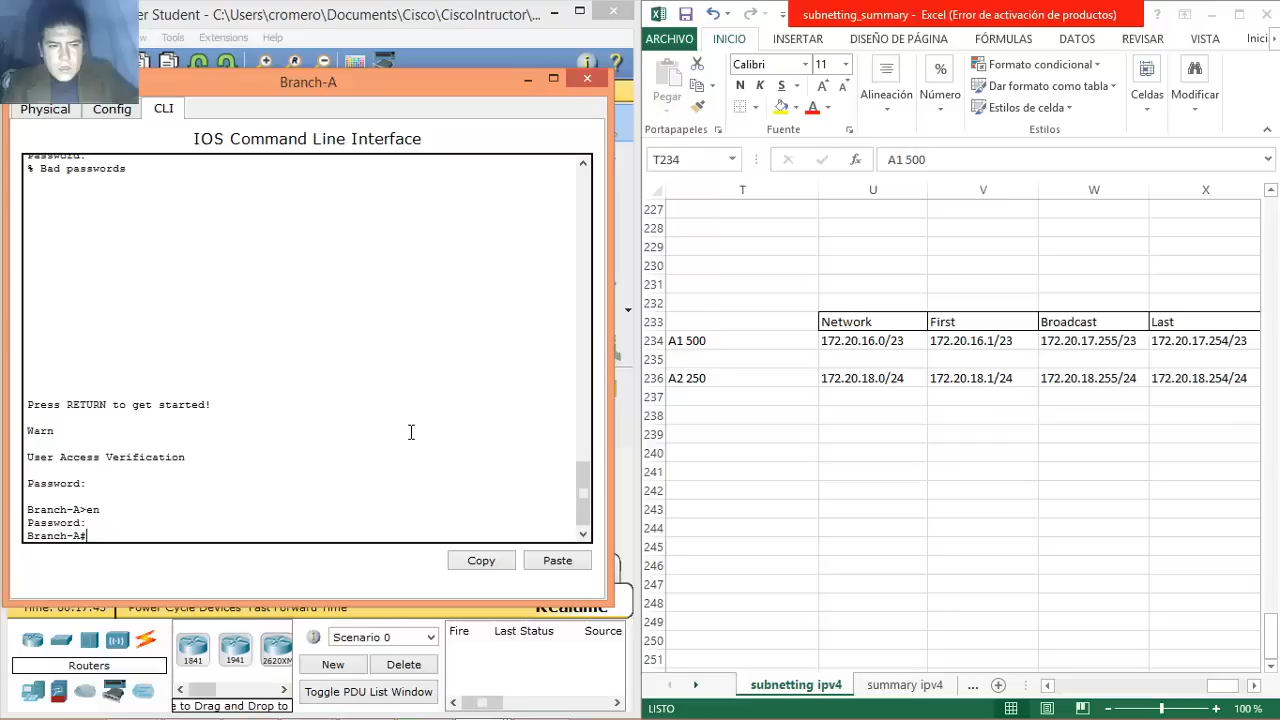 er Student - C:\Users\cromero\Documents\Cisco\CiscoIntructor\...
Tools Extensions Help
Branch-A
Physical Config CLI
IOS Command Line Interface
Password:
% Bad passwords
Press RETURN to get started!
Warn
User Access Verification
Password:
Branch-A>en
Password:
Branch-A#
Copy Paste
Time: 00:17:45 Power Cycle Devices Fast Forward Time Realtime
Scenario 0
Fire Last Status Source
1841 1941 2620XM
Routers
New Delete
Toggle PDU List Window
e to Drag and Drop to
subnetting_summary - Excel (Error de activación de productos)
ARCHIVO INICIO INSERTAR DISEÑO DE PÁGINA FÓRMULAS DATOS REVISAR VISTA Inici
Pegar
Calibri 11
N K S
Alineación
Número
Formato condicional
Dar formato como tabla
Estilos de celda
Celdas
Modificar
Portapapeles Fuente Estilos
T234 fx A1 500
T U V W X
227
228
229
230
231
232
233 Network First Broadcast Last
234 A1 500 172.20.16.0/23 172.20.16.1/23 172.20.17.255/23 172.20.17.254/23
235
236 A2 250 172.20.18.0/24 172.20.18.1/24 172.20.18.255/24 172.20.18.254/24
237
238
239
240
241
242
243
244
245
246
247
248
249
250
251
subnetting ipv4 summary ipv4 ...
LISTO 100 %